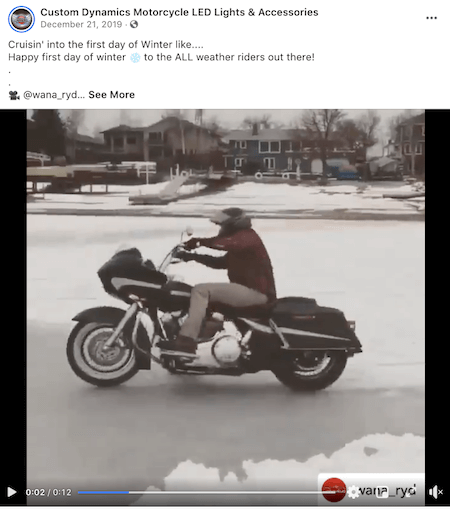 Custom Dynamics Motorcycle LED Lights & Accessories
December 21, 2019 ·
Cruisin' into the first day of Winter like....
Happy first day of winter ❄️ to the ALL weather riders out there!
.
.
🎥 @wana_ryd... See More
0:02 / 0:12
wana_ryd